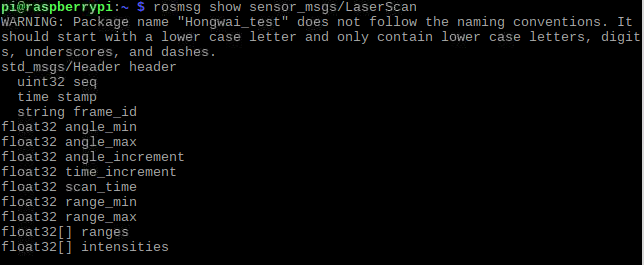 pi@raspberrypi:~ $ rosmsg show sensor_msgs/LaserScan
WARNING: Package name "Hongwai_test" does not follow the naming conventions. It
should start with a lower case letter and only contain lower case letters, digit
s, underscores, and dashes.
std_msgs/Header header
  uint32 seq
  time stamp
  string frame_id
float32 angle_min
float32 angle_max
float32 angle_increment
float32 time_increment
float32 scan_time
float32 range_min
float32 range_max
float32[] ranges
float32[] intensities